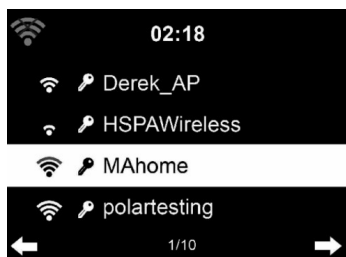 02:18
Derek_AP
HSPAWireless
MAhome
polartesting
1/10